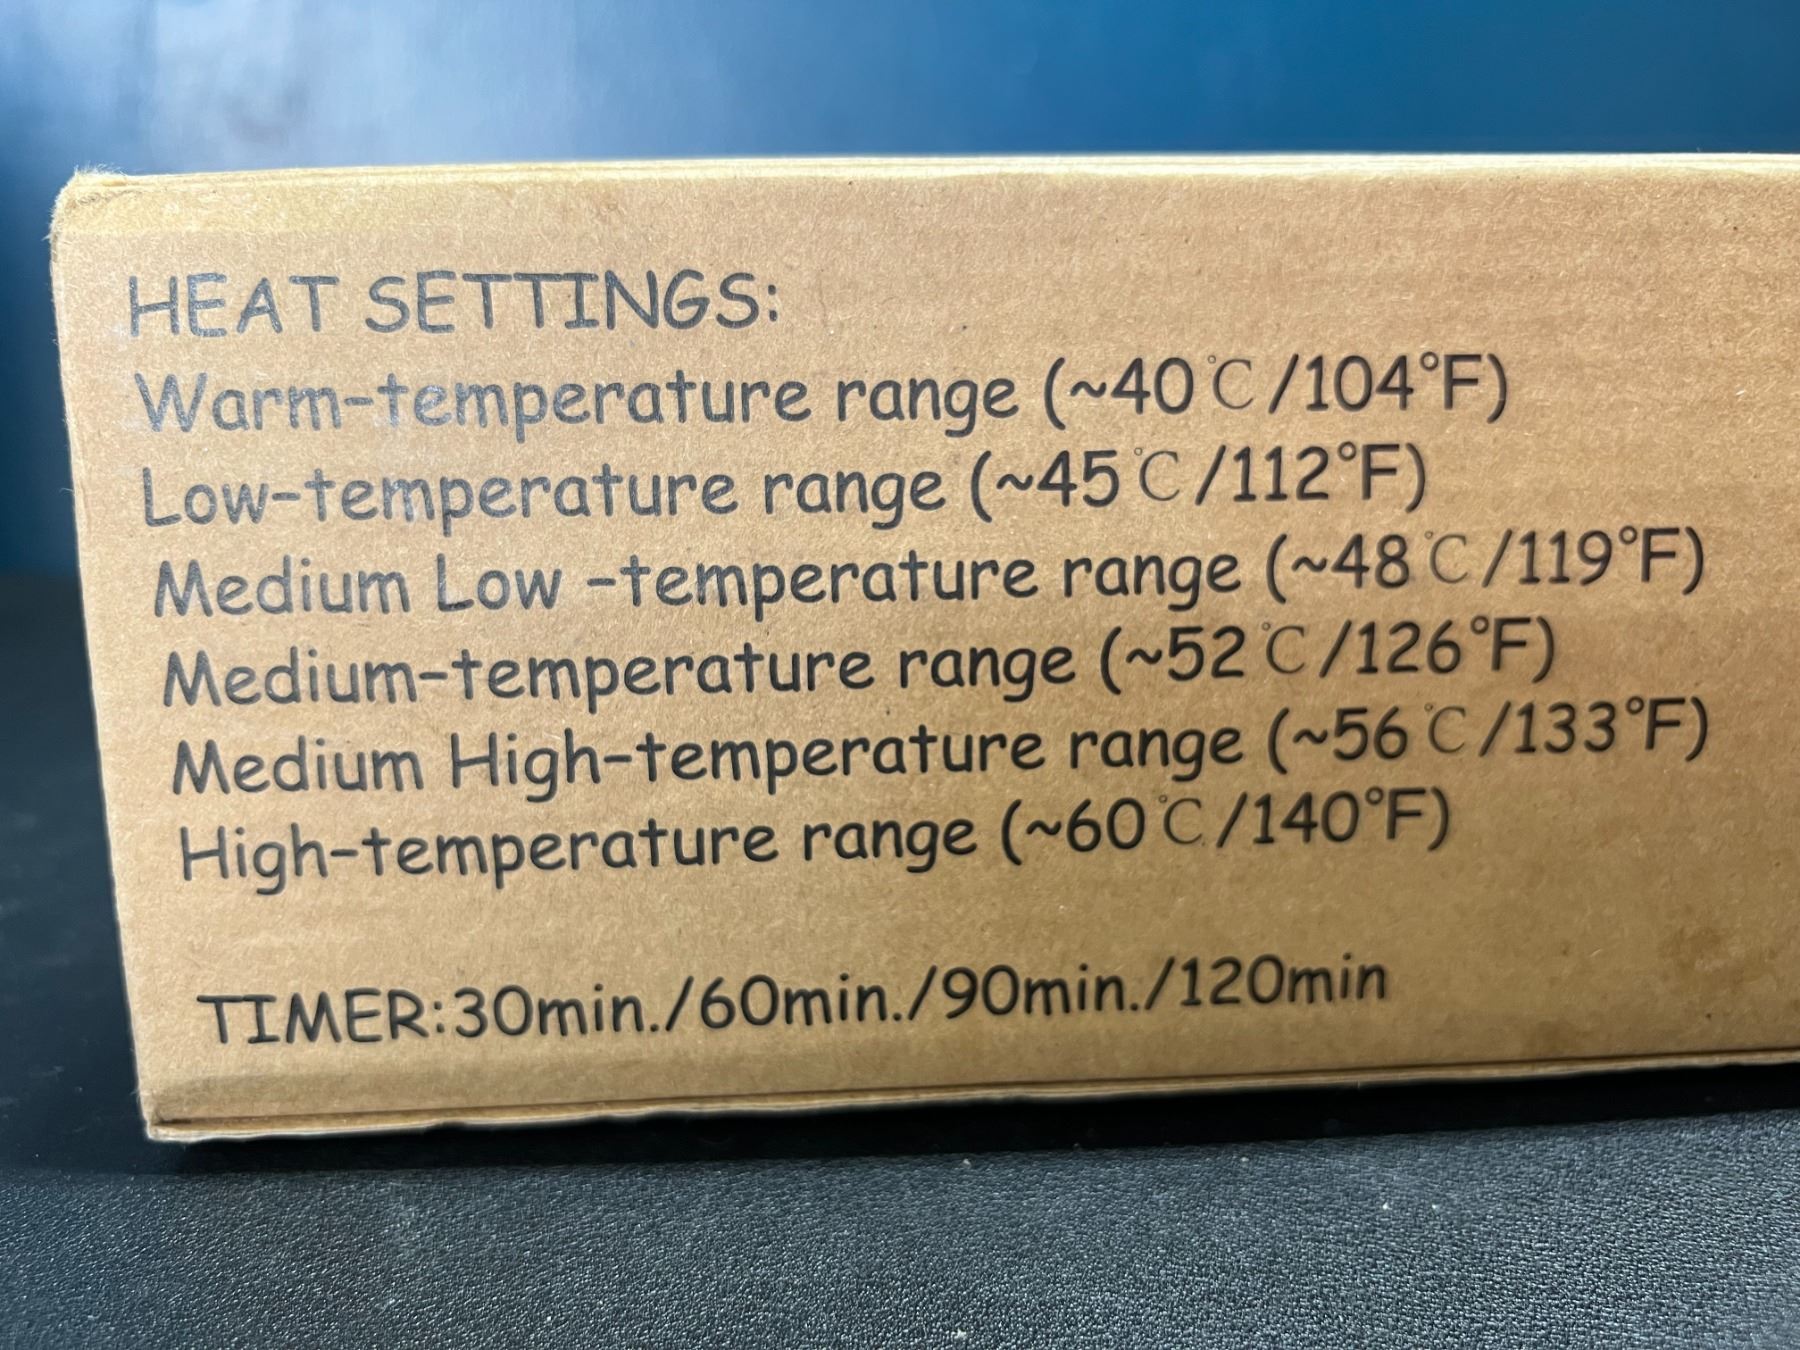 HEAT SETTINGS:
Warm-temperature range (~40℃/104°F)
Low-temperature range (~45℃/112°F)
Medium Low -temperature range (~48℃/119°F)
Medium-temperature range (~52℃/126°F)
Medium High-temperature range (~56℃/133°F)
High-temperature range (~60℃/140°F)
TIMER:30min./60min./90min./120min